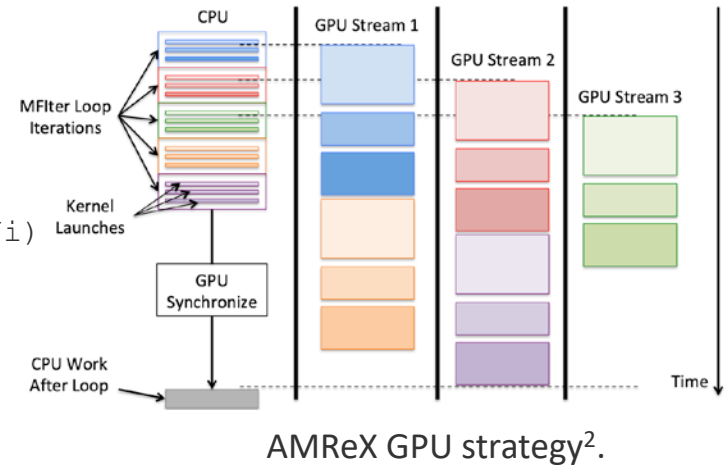 CPU
GPU Stream 1
GPU Stream 2
GPU Stream 3
MFIter Loop
Iterations
Kernel
Launches
i)
GPU
Synchronize
CPU Work
After Loop
Time
AMReX GPU strategy².